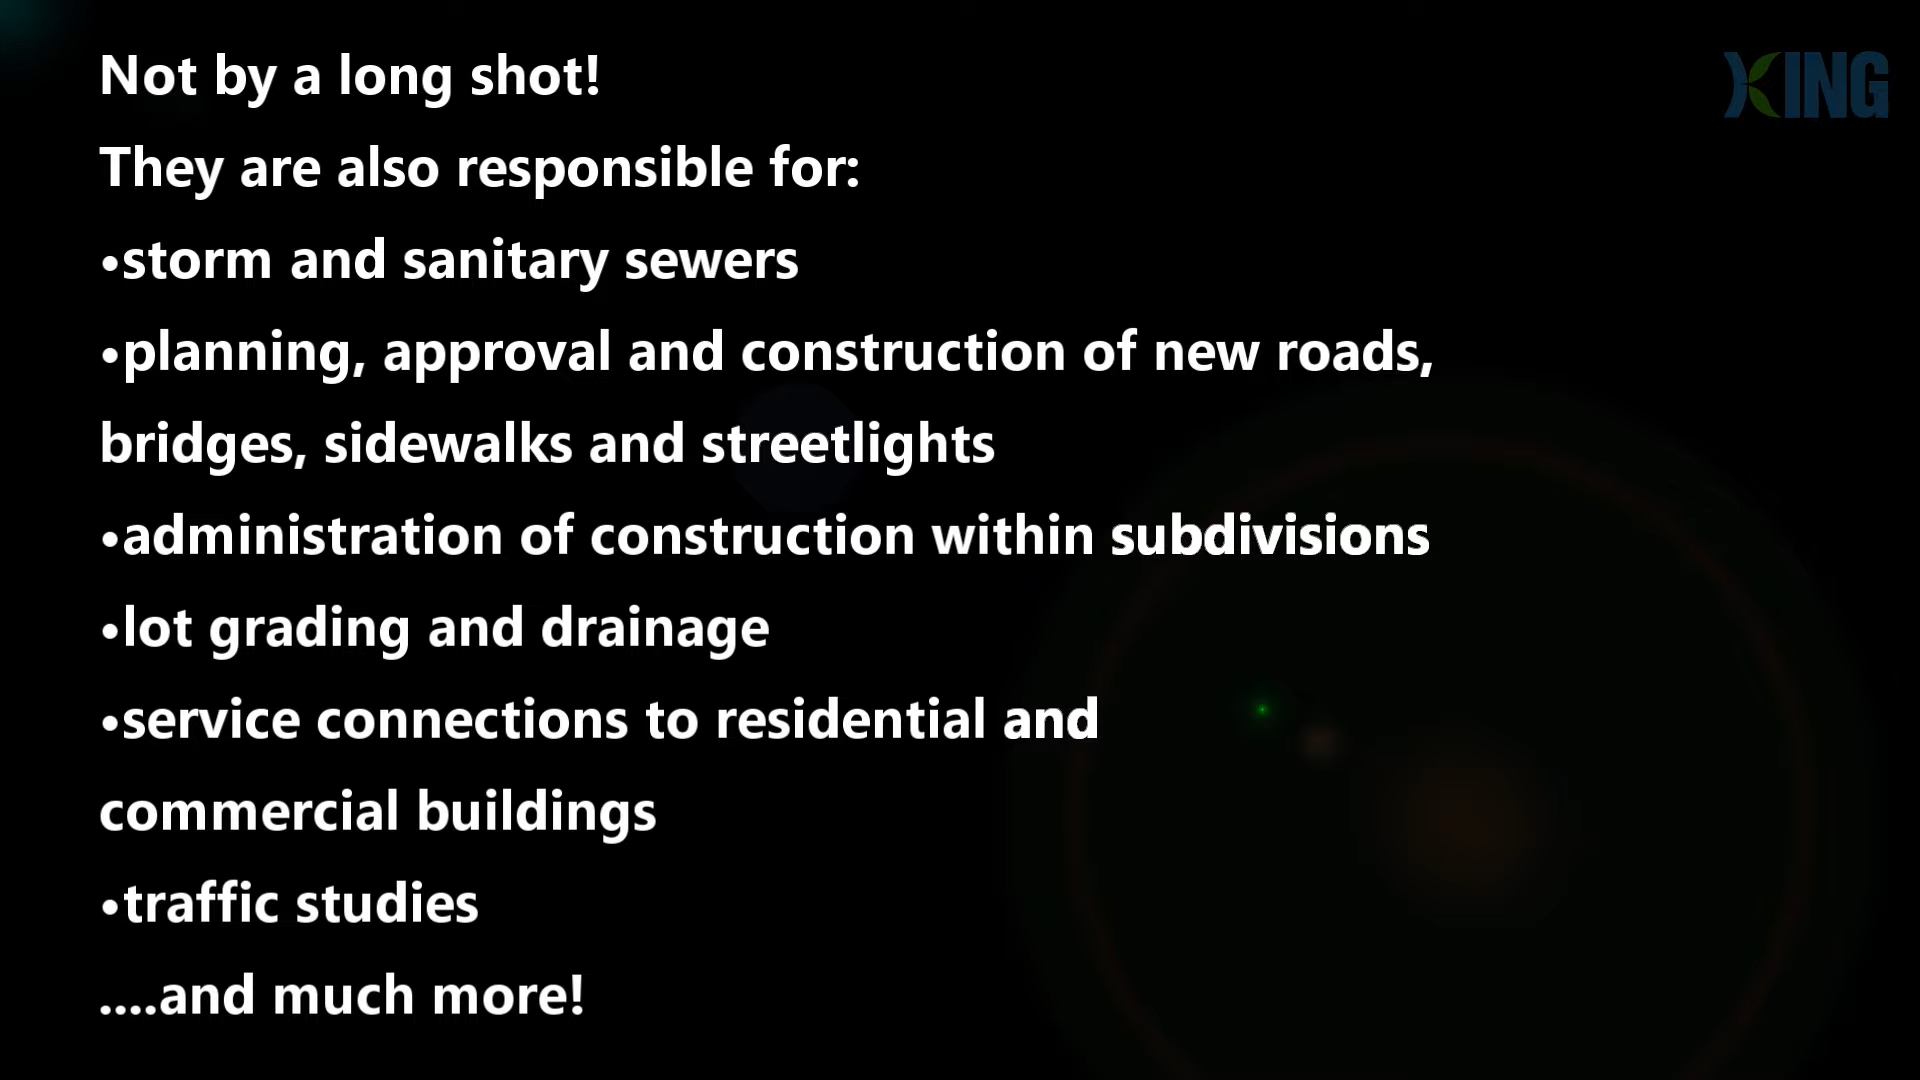 Not by a long shot!
KING
They are also responsible for:
•storm and sanitary sewers
•planning, approval and construction of new roads,
bridges, sidewalks and streetlights
•administration of construction within subdivisions
•lot grading and drainage
•service connections to residential and
commercial buildings
•traffic studies
....and much more!